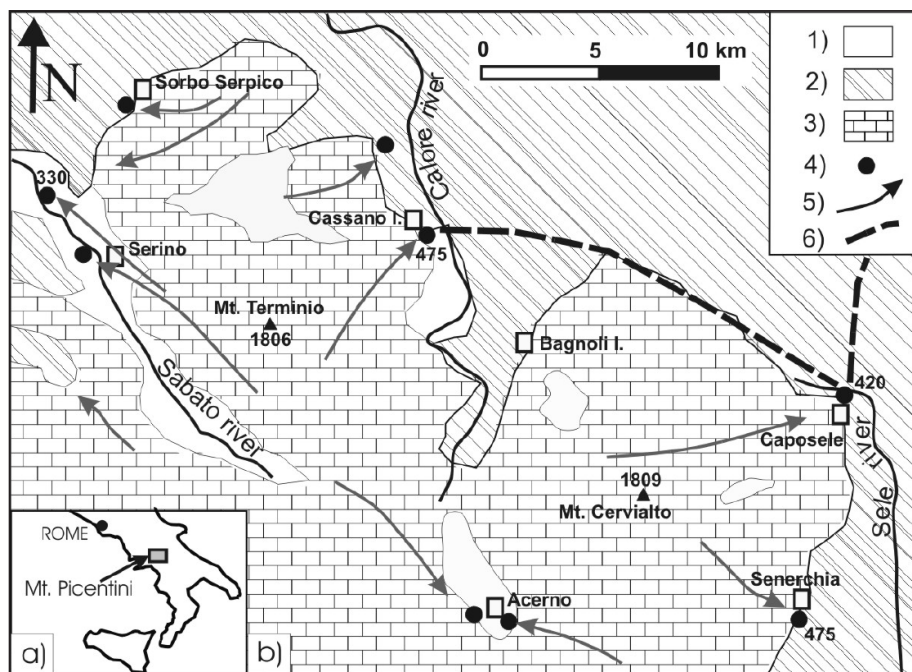 N
0 5 10 km
1)
2)
3)
4)
5)
6)
Sorbo Serpico
Calore river
330
Cassano I.
475
Serino
Mt. Terminio
1806
Bagnoli I.
Sabato river
420
Caposele
Sele river
1809
Mt. Cervialto
Senerchia
475
Acerno
ROME
Mt. Picentini
a)
b)